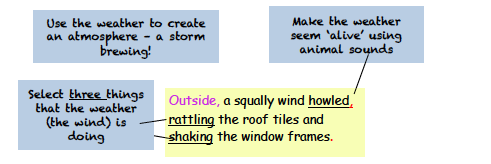 Use the weather to create
an atmosphere – a storm
brewing!
Make the weather
seem ‘alive’ using
animal sounds
Select three things
that the weather
(the wind) is
doing
Outside, a squally wind howled,
rattling the roof tiles and
shaking the window frames.